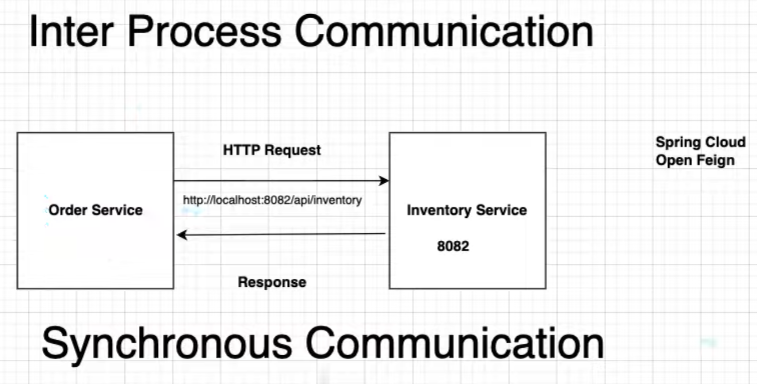 Inter Process Communication
HTTP Request
Spring Cloud
Open Feign
http://localhost:8082/api/inventory
Order Service
Inventory Service
8082
Response
Synchronous Communication